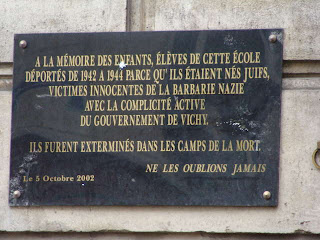 A LA MÉMOIRE DES ENFANTS, ÉLÈVES DE CETTE ÉCOLE
DÉPORTÉS DE 1942 A 1944 PARCE QU'ILS ÉTAIENT NÉS JUIFS,
VICTIMES INNOCENTES DE LA BARBARIE NAZIE
AVEC LA COMPLICITÉ ACTIVE
DU GOUVERNEMENT DE VICHY.
ILS FURENT EXTERMINÉS DANS LES CAMPS DE LA MORT.
NE LES OUBLIONS JAMAIS
Le 5 Octobre 2002